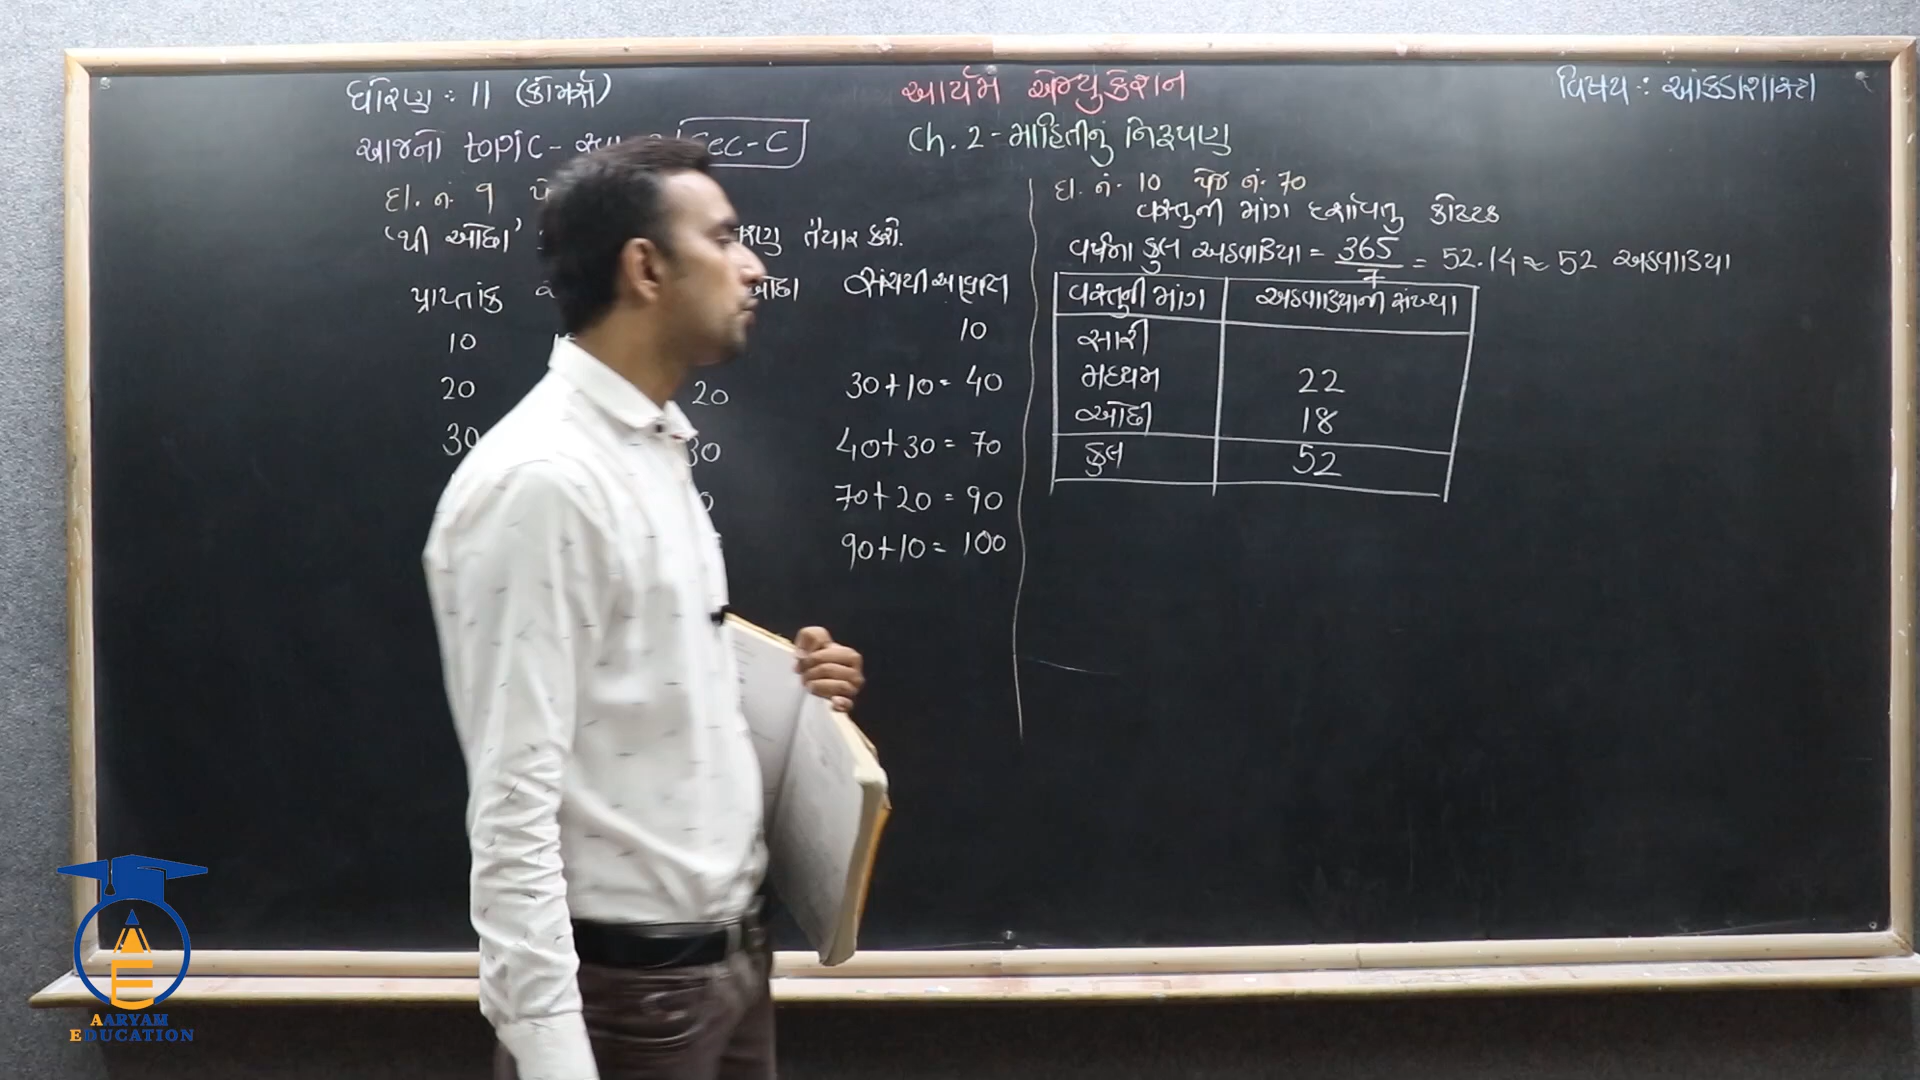 ધોરણ : 11 (કોમર્સ)
આર્યમ એજ્યુકેશન
વિષય : આંકડાશાસ્ત્ર
આજનો topic - Sec-C
Ch. 2 - માહિતીનું નિરૂપણ
દા. નં. 9
'થી ઓછા' તૈયાર કરો.
પ્રાપ્તાંક ઓછા સંચયી આવૃત્તિ
10 10
20 20 30+10= 40
30 30 40+30 = 70
70+20 = 90
90+10= 100
દા. નં. 10 પેજ નં. 70
વસ્તુની માંગ દર્શાવતુ કોષ્ટક
વર્ષમા કુલ અઠવાડિયા = 365/7 = 52.14 ≈ 52 અઠવાડિયા
વસ્તુની માંગ અઠવાડિયાની સંખ્યા
સારી
મધ્યમ 22
ઓછી 18
કુલ 52
AARYAM
EDUCATION